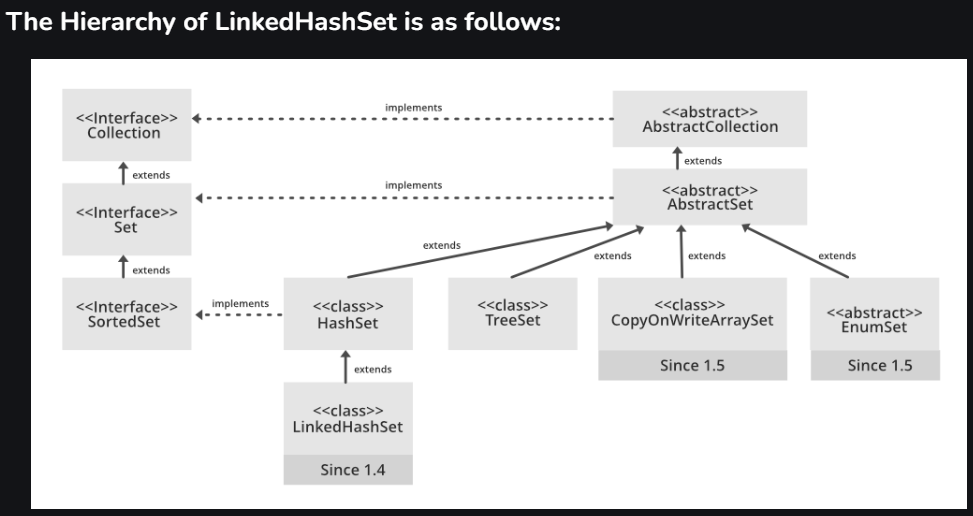 The Hierarchy of LinkedHashSet is as follows:
<<Interface>>
Collection
implements
<<abstract>>
AbstractCollection
extends
extends
<<Interface>>
Set
implements
<<abstract>>
AbstractSet
extends
extends
extends
extends
extends
<<Interface>>
SortedSet
implements
<<class>>
HashSet
<<class>>
TreeSet
<<class>>
CopyOnWriteArraySet
Since 1.5
<<abstract>>
EnumSet
Since 1.5
extends
<<class>>
LinkedHashSet
Since 1.4